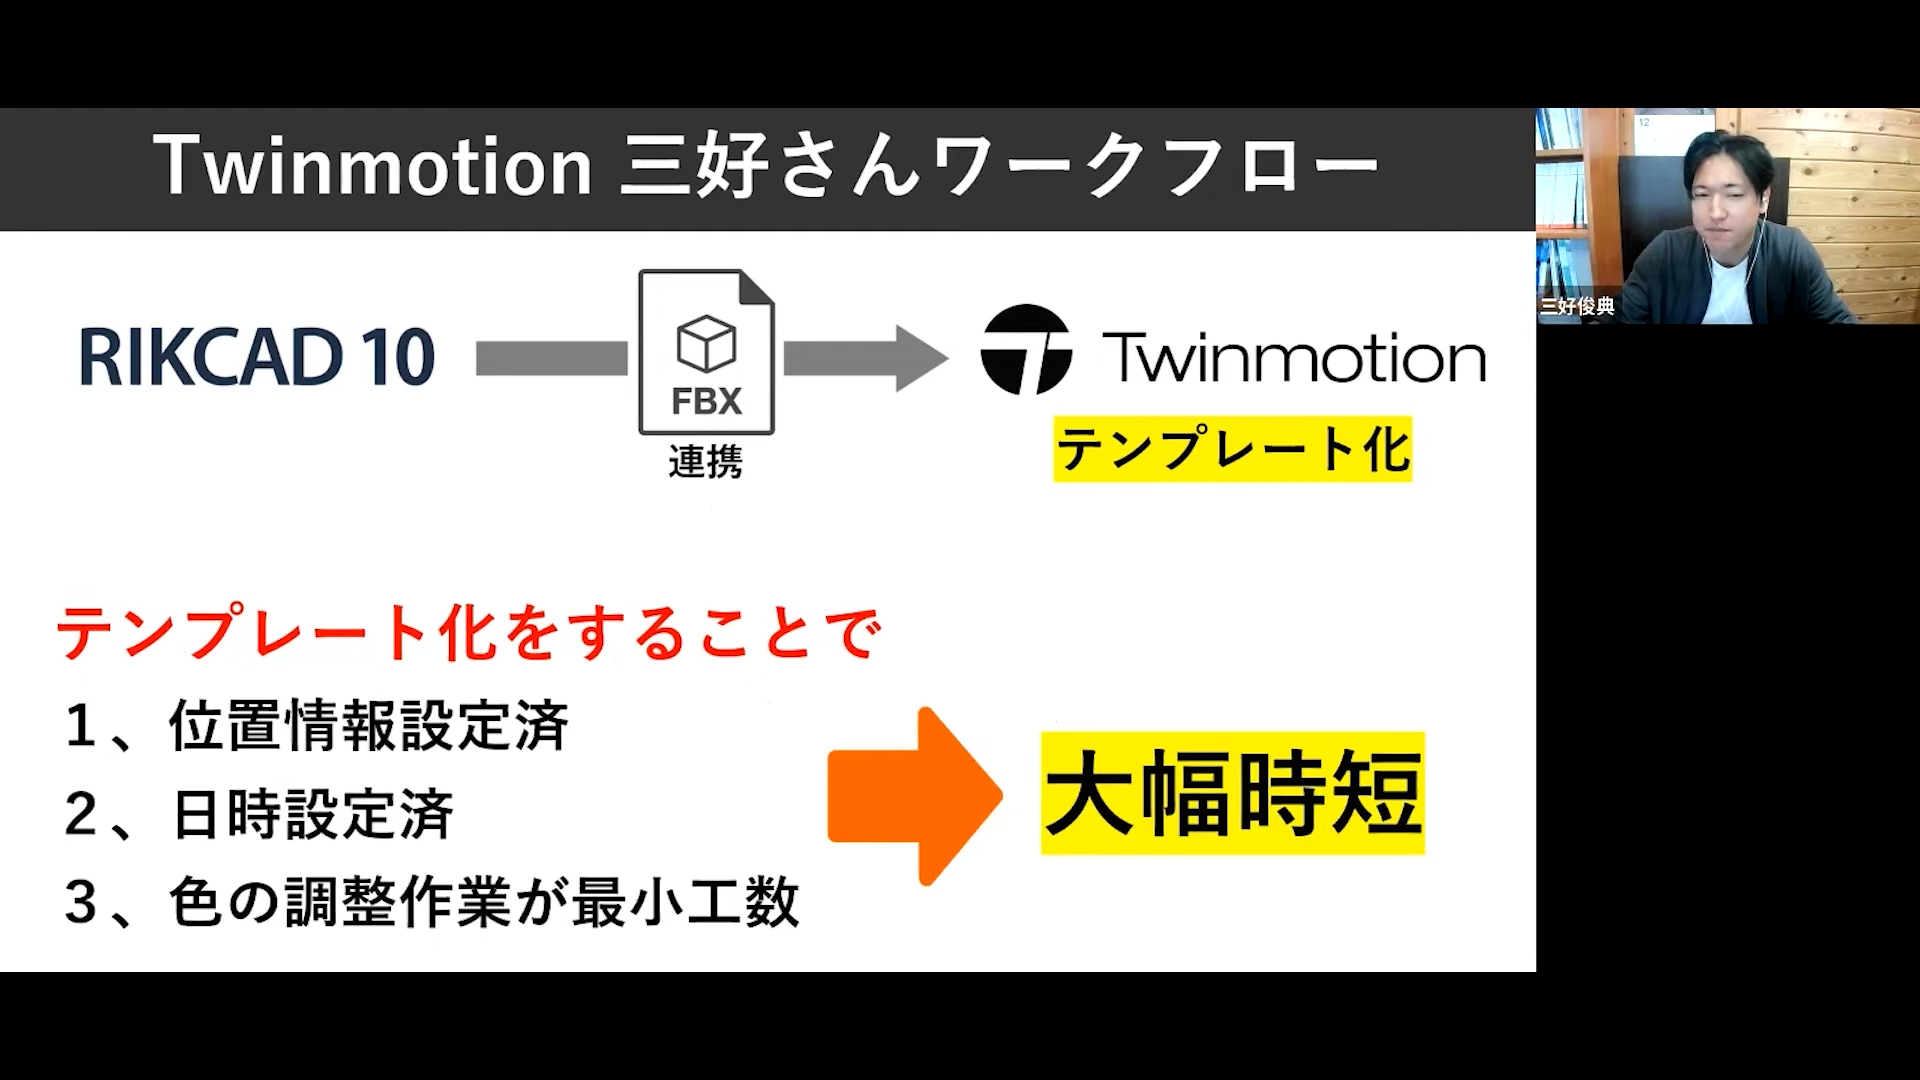 Twinmotion 三好さんワークフロー
12
三好俊典
RIKCAD 10
FBX
連携
Twinmotion
テンプレート化
テンプレート化をすることで
１、位置情報設定済
２、日時設定済
３、色の調整作業が最小工数
大幅時短